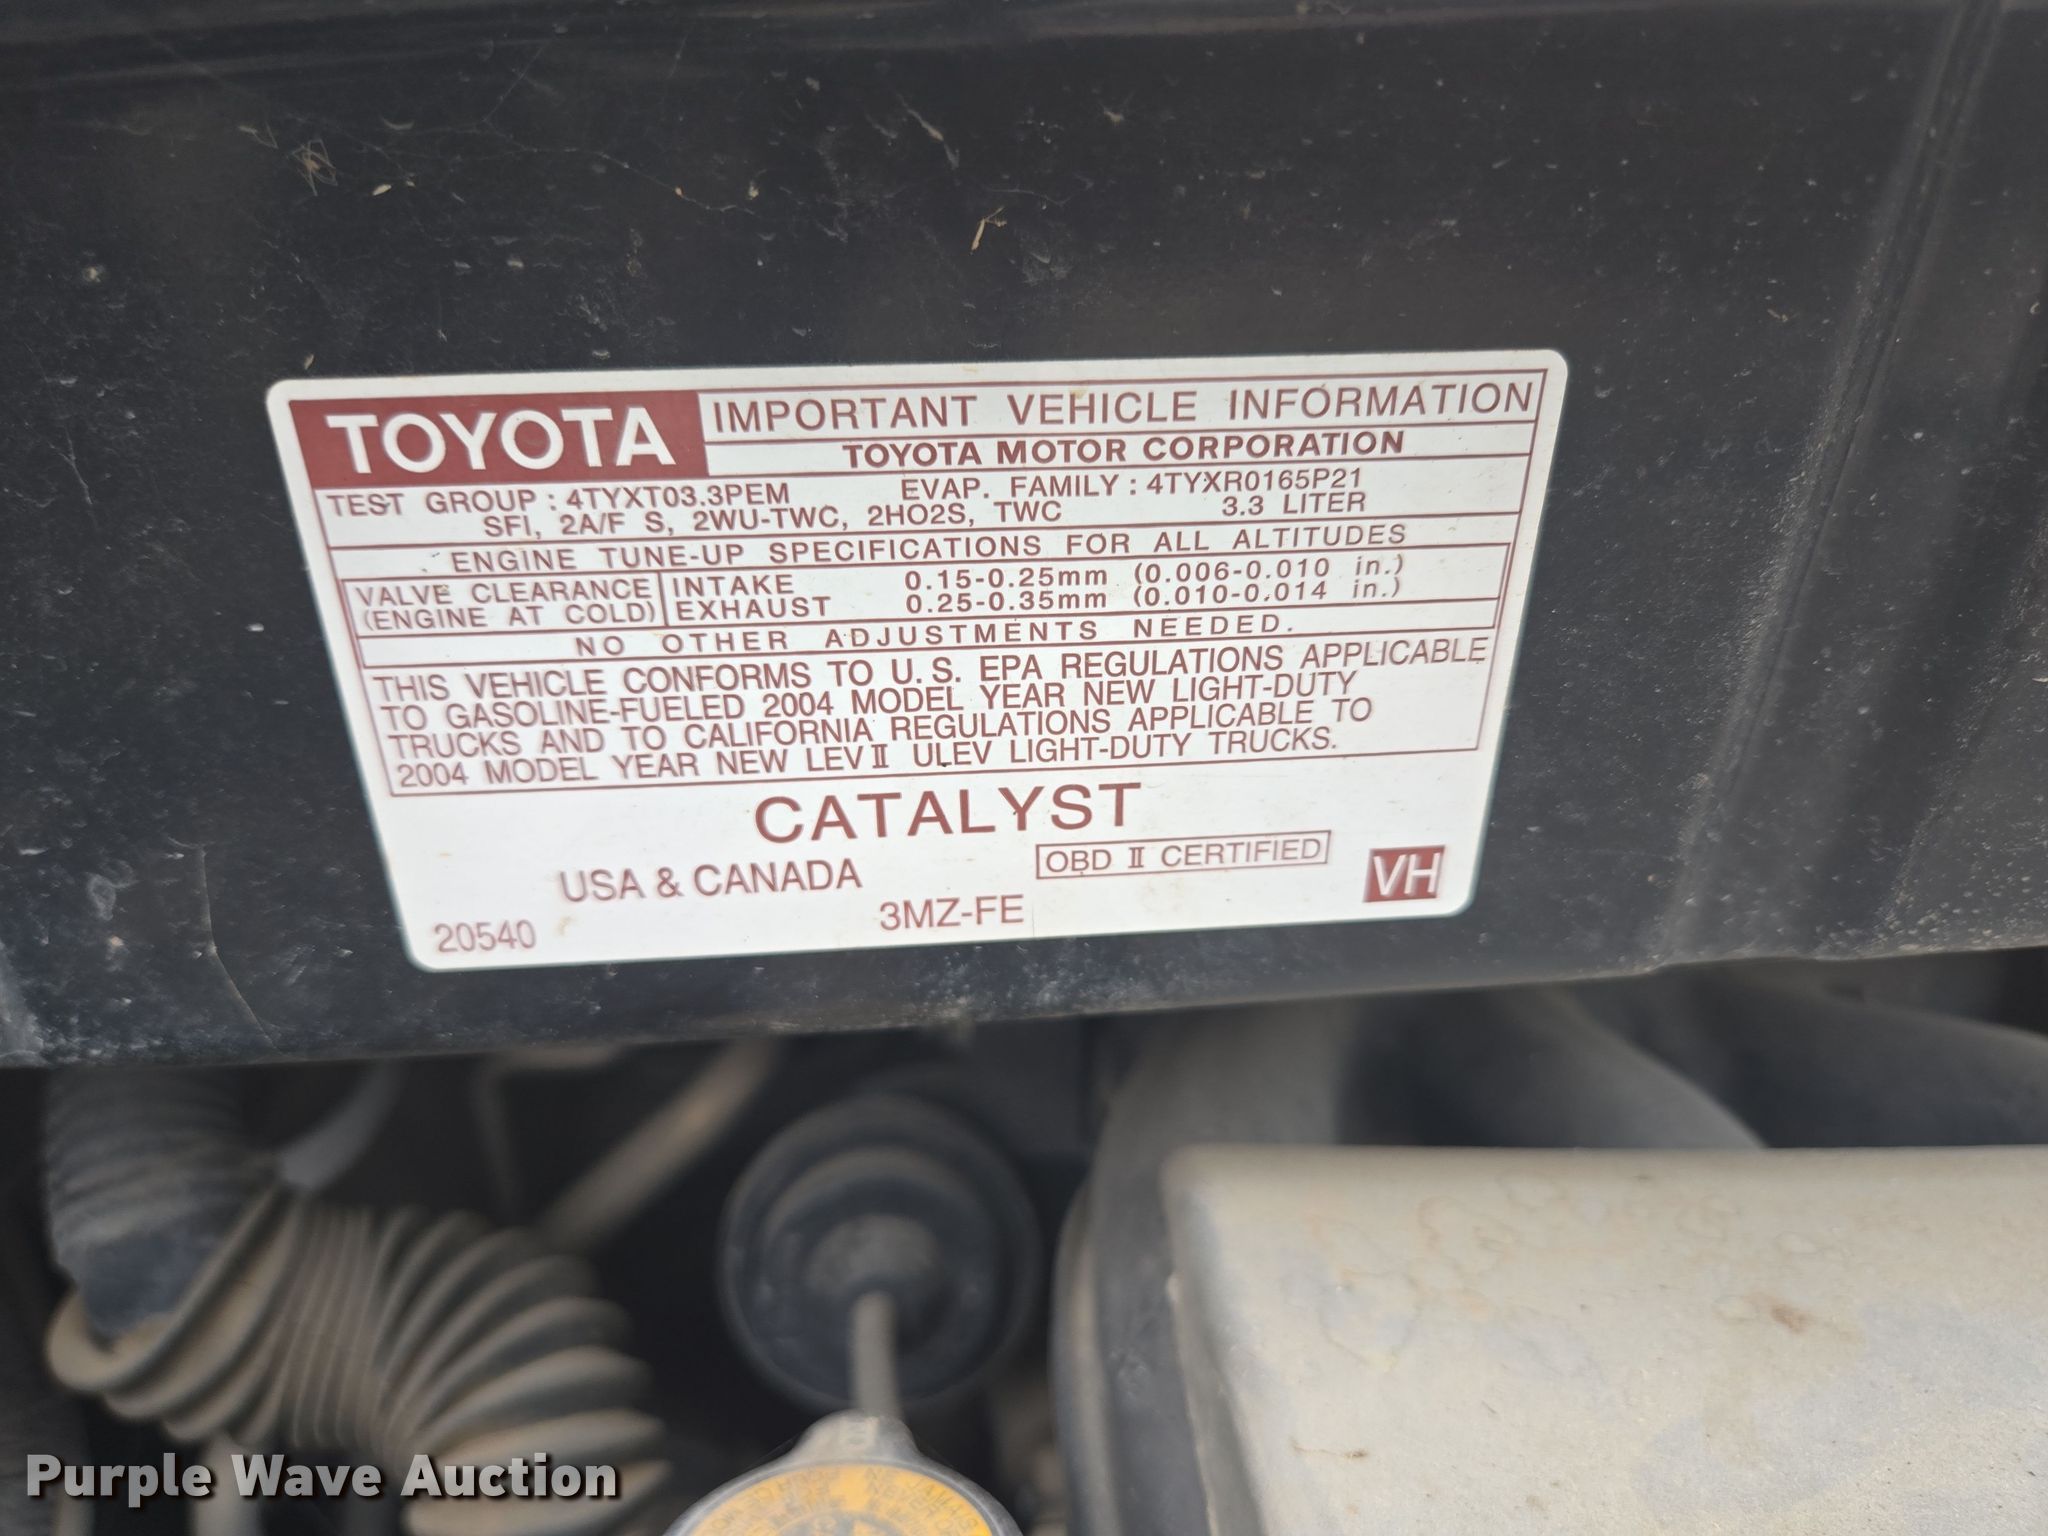 TOYOTA
IMPORTANT VEHICLE INFORMATION
TOYOTA MOTOR CORPORATION
TEST GROUP : 4TYXT03.3PEM EVAP. FAMILY : 4TYXR0165P21
SFI, 2A/F S, 2WU-TWC, 2HO2S, TWC 3.3 LITER
ENGINE TUNE-UP SPECIFICATIONS FOR ALL ALTITUDES
VALVE CLEARANCE INTAKE 0.15-0.25mm (0.006-0.010 in.)
(ENGINE AT COLD) EXHAUST 0.25-0.35mm (0.010-0.014 in.)
NO OTHER ADJUSTMENTS NEEDED.
THIS VEHICLE CONFORMS TO U.S. EPA REGULATIONS APPLICABLE
TO GASOLINE-FUELED 2004 MODEL YEAR NEW LIGHT-DUTY
TRUCKS AND TO CALIFORNIA REGULATIONS APPLICABLE TO
2004 MODEL YEAR NEW LEV II ULEV LIGHT-DUTY TRUCKS.
CATALYST
USA & CANADA
OBD II CERTIFIED
VH
20540
3MZ-FE
Purple Wave Auction